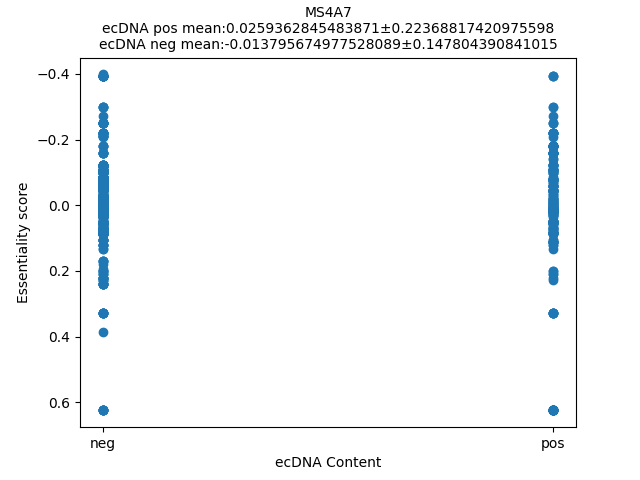 MS4A7
ecDNA pos mean:0.0259362845483871±0.22368817420975598
ecDNA neg mean:-0.013795674977528089±0.147804390841015
−0.4
−0.2
0.0
0.2
0.4
0.6
Essentiality score
neg
pos
ecDNA Content